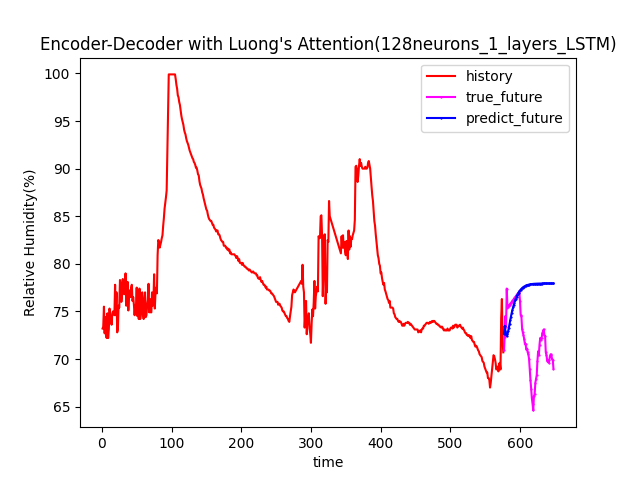 Encoder-Decoder with Luong's Attention(128neurons_1_layers_LSTM)
history
true_future
predict_future
Relative Humidity(%)
100
95
90
85
80
75
70
65
0 100 200 300 400 500 600
time